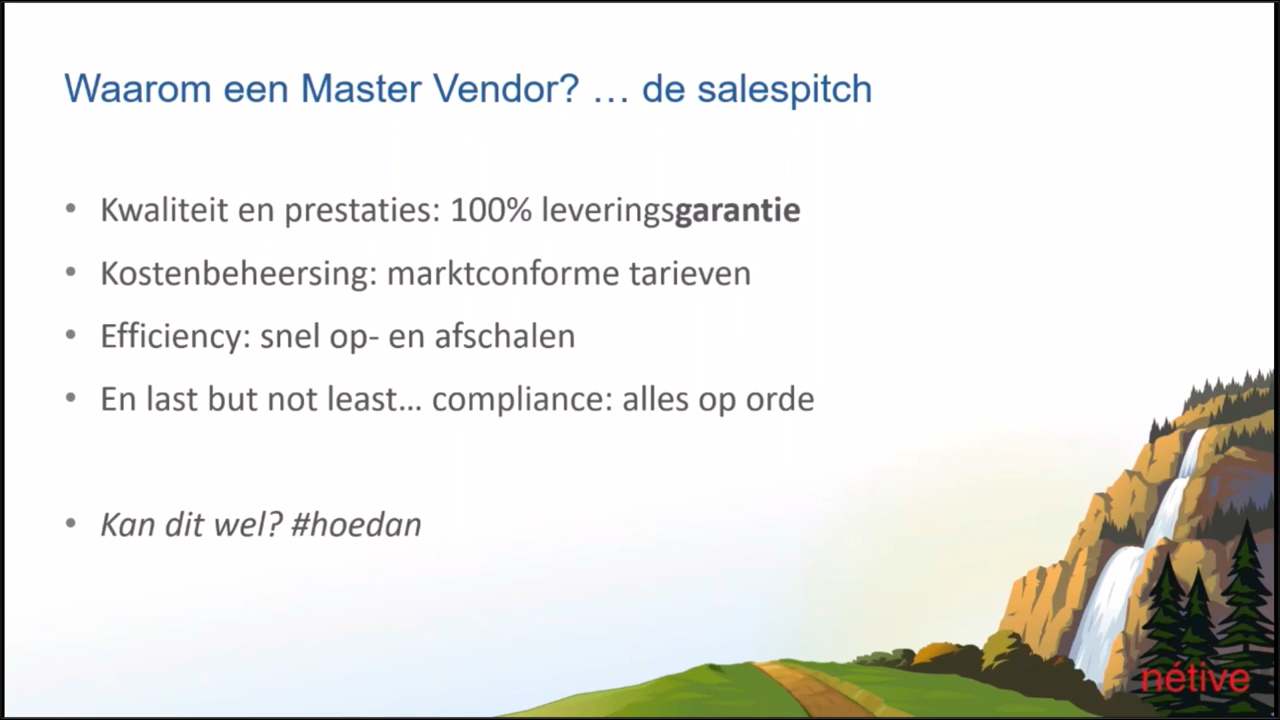 Waarom een Master Vendor? … de salespitch
• Kwaliteit en prestaties: 100% leveringsgarantie
• Kostenbeheersing: marktconforme tarieven
• Efficiency: snel op- en afschalen
• En last but not least… compliance: alles op orde
• Kan dit wel? #hoedan
nétive